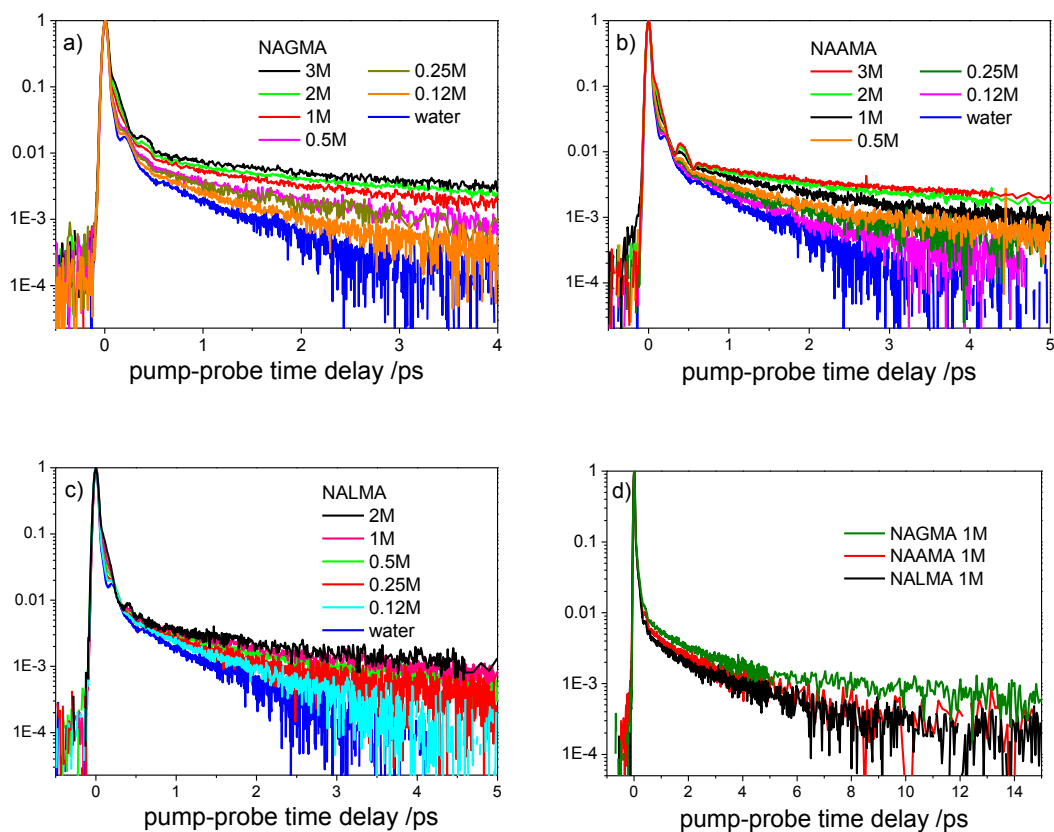 a)
NAGMA
3M
0.25M
2M
0.12M
1M
water
0.5M
1
0.1
0.01
1E-3
1E-4
0
1
2
3
4
pump-probe time delay /ps
b)
NAAMA
3M
0.25M
2M
0.12M
1M
water
0.5M
1
0.1
0.01
1E-3
1E-4
0
1
2
3
4
5
pump-probe time delay /ps
c)
NALMA
2M
1M
0.5M
0.25M
0.12M
water
1
0.1
0.01
1E-3
1E-4
0
1
2
3
4
5
pump-probe time delay /ps
d)
NAGMA 1M
NAAMA 1M
NALMA 1M
1
0.1
0.01
1E-3
1E-4
0
2
4
6
8
10
12
14
pump-probe time delay /ps